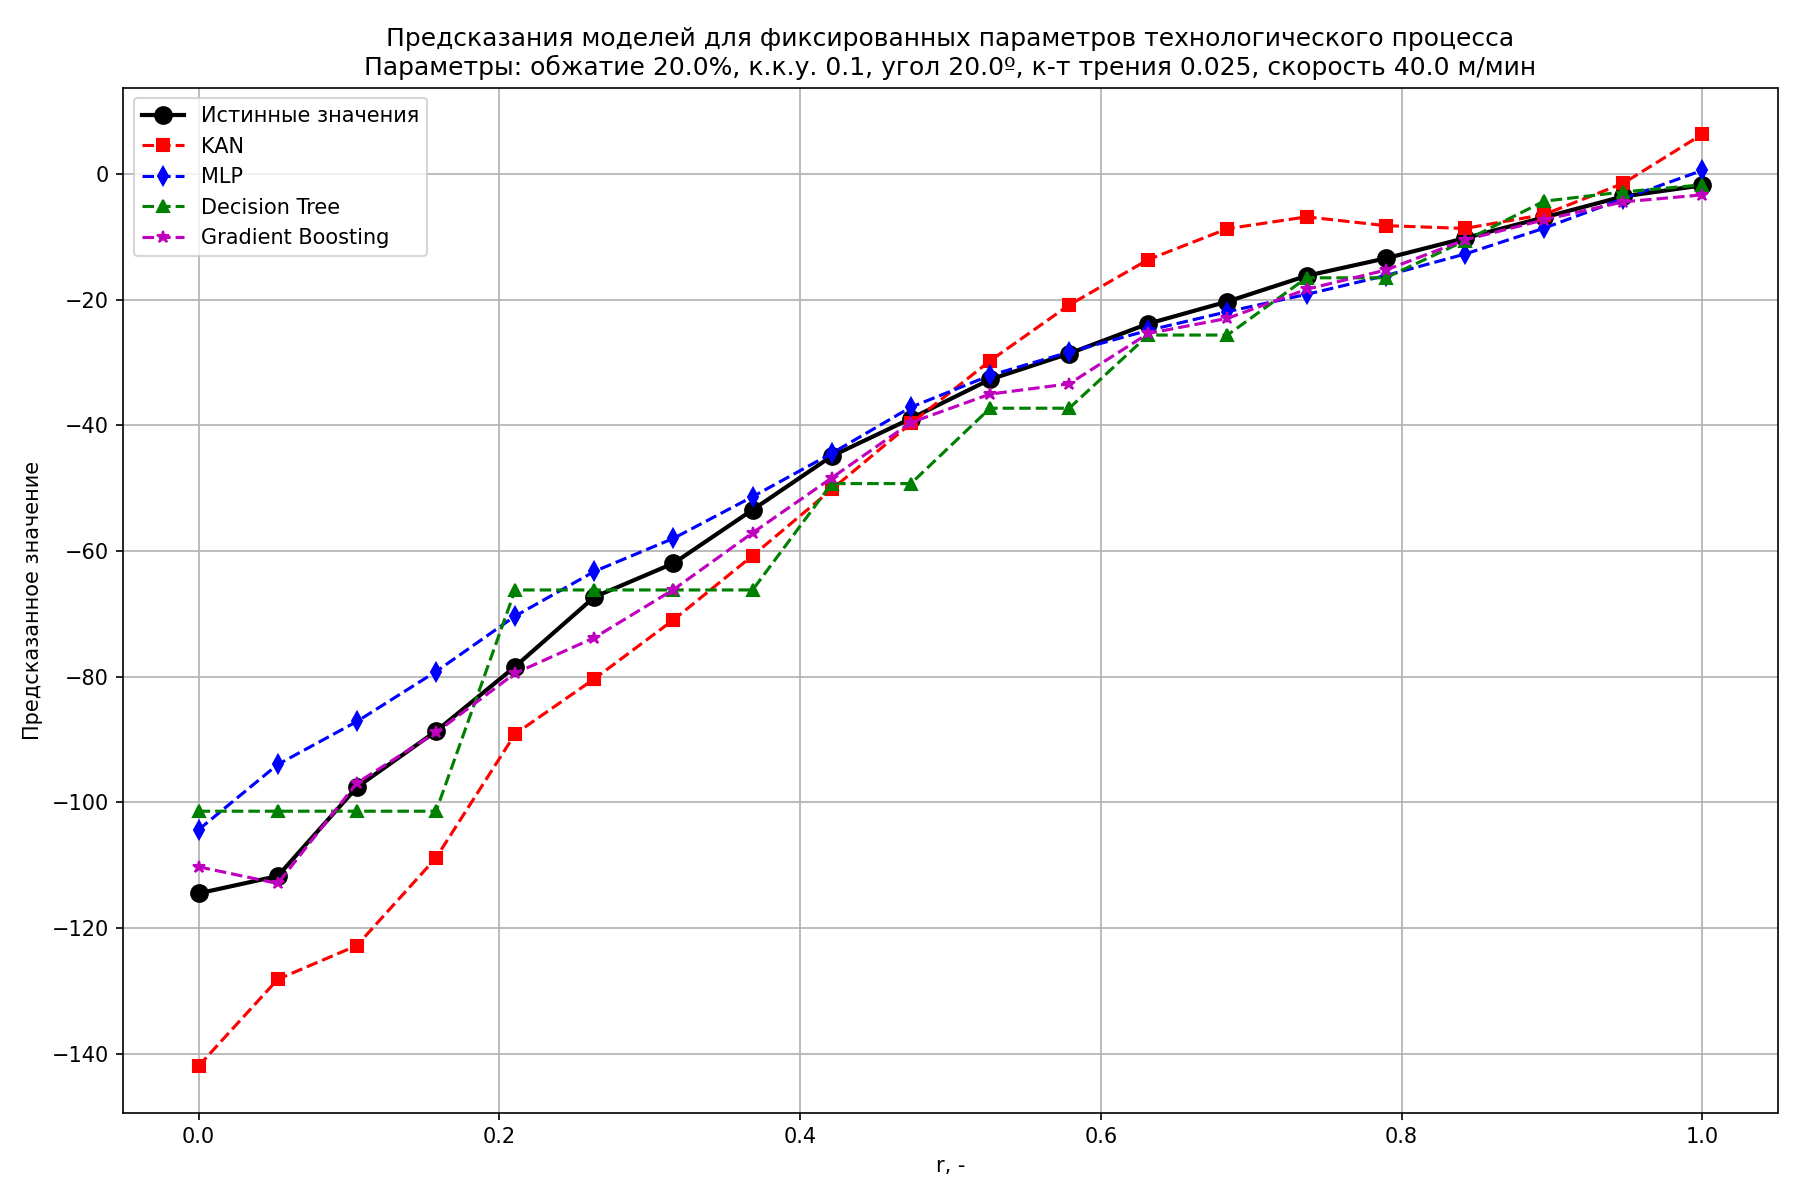 Предсказания моделей для фиксированных параметров технологического процесса
Параметры: обжатие 20.0%, к.к.у. 0.1, угол 20.0º, к-т трения 0.025, скорость 40.0 м/мин
Истинные значения
KAN
MLP
Decision Tree
Gradient Boosting
Предсказанное значение
0
−20
−40
−60
−80
−100
−120
−140
0.0 0.2 0.4 0.6 0.8 1.0
r, -